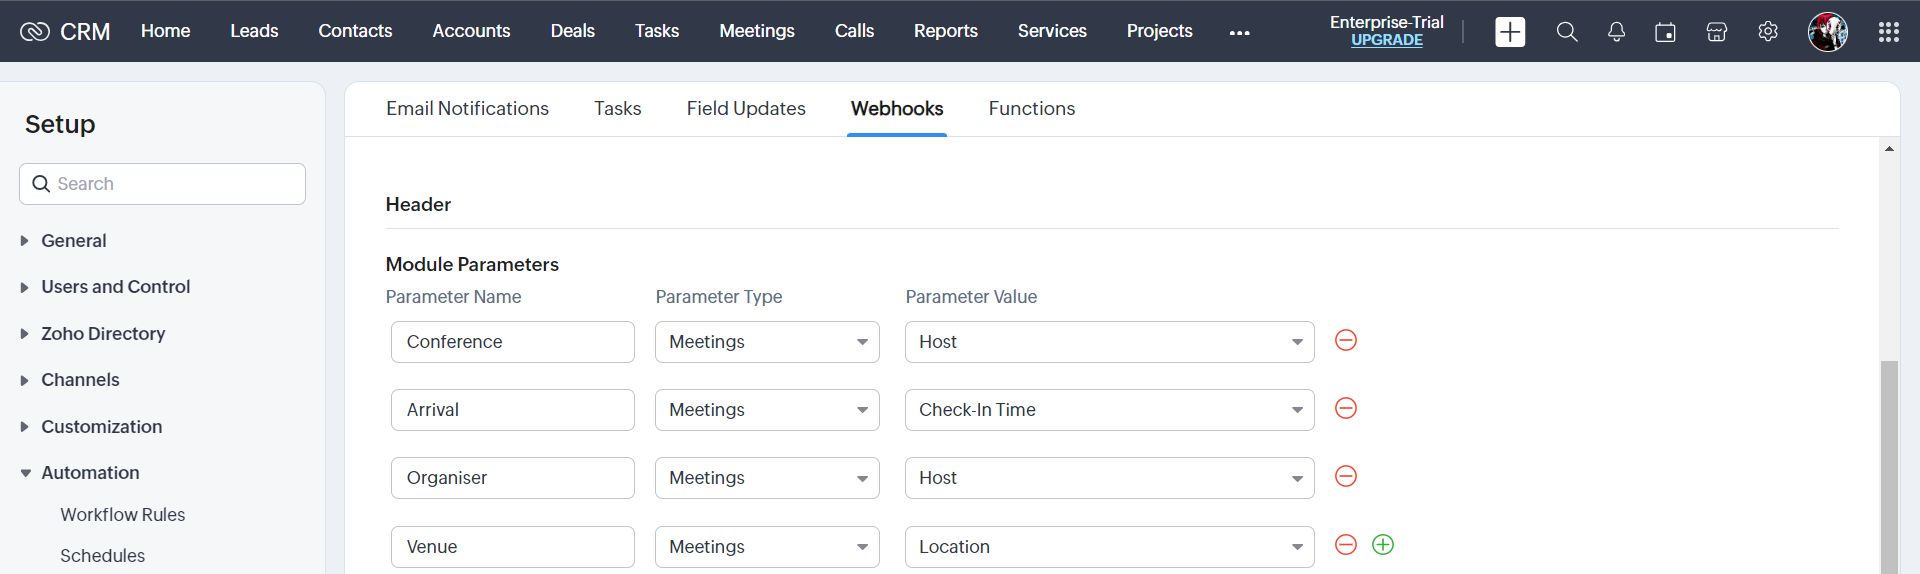 CRM Home Leads Contacts Accounts Deals Tasks Meetings Calls Reports Services Projects ••• Enterprise-Trial
UPGRADE
Setup
Search
General
Users and Control
Zoho Directory
Channels
Customization
Automation
Workflow Rules
Schedules
Email Notifications Tasks Field Updates Webhooks Functions
Header
Module Parameters
Parameter Name Parameter Type Parameter Value
Conference Meetings Host
Arrival Meetings Check-In Time
Organiser Meetings Host
Venue Meetings Location